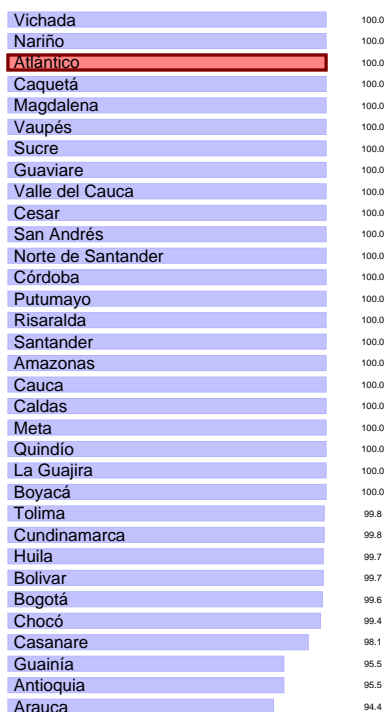 Vichada 100.0
Nariño 100.0
Atlántico 100.0
Caquetá 100.0
Magdalena 100.0
Vaupés 100.0
Sucre 100.0
Guaviare 100.0
Valle del Cauca 100.0
Cesar 100.0
San Andrés 100.0
Norte de Santander 100.0
Córdoba 100.0
Putumayo 100.0
Risaralda 100.0
Santander 100.0
Amazonas 100.0
Cauca 100.0
Caldas 100.0
Meta 100.0
Quindío 100.0
La Guajira 100.0
Boyacá 100.0
Tolima 99.8
Cundinamarca 99.8
Huila 99.7
Bolivar 99.7
Bogotá 99.6
Chocó 99.4
Casanare 98.1
Guainía 95.5
Antioquia 95.5
Arauca 94.4